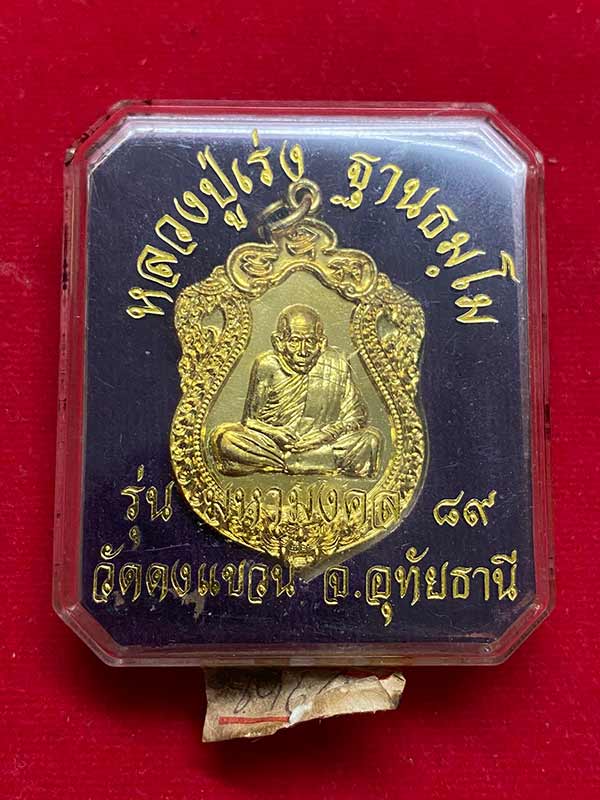 หลวงปู่เร่ง ฐานธมฺโม
รุ่น มหามงคล ๘๙
วัดดงแขวน จ.อุทัยธานี